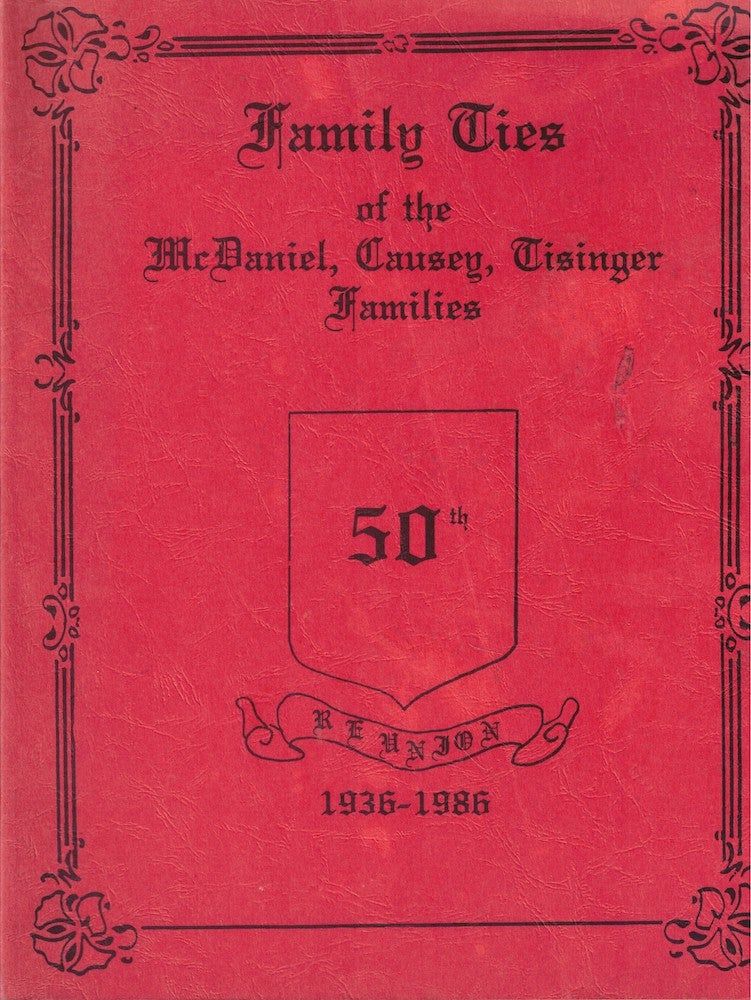 Family Ties
of the
McDaniel, Causey, Tisinger
Families
50th
REUNION
1936-1986